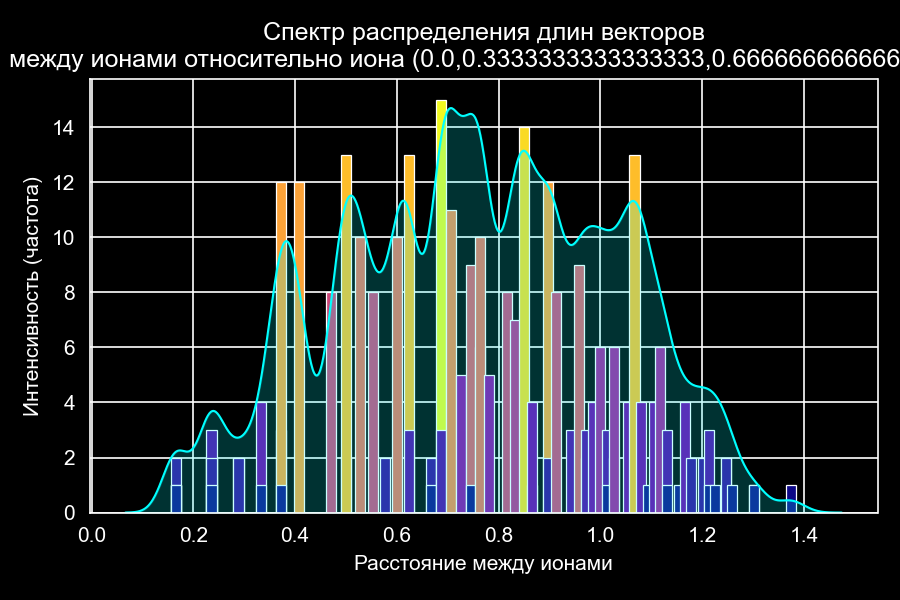 Спектр распределения длин векторов
между ионами относительно иона (0.0,0.3333333333333333,0.666666666666
Интенсивность (частота)
14
12
10
8
6
4
2
0
0.0 0.2 0.4 0.6 0.8 1.0 1.2 1.4
Расстояние между ионами